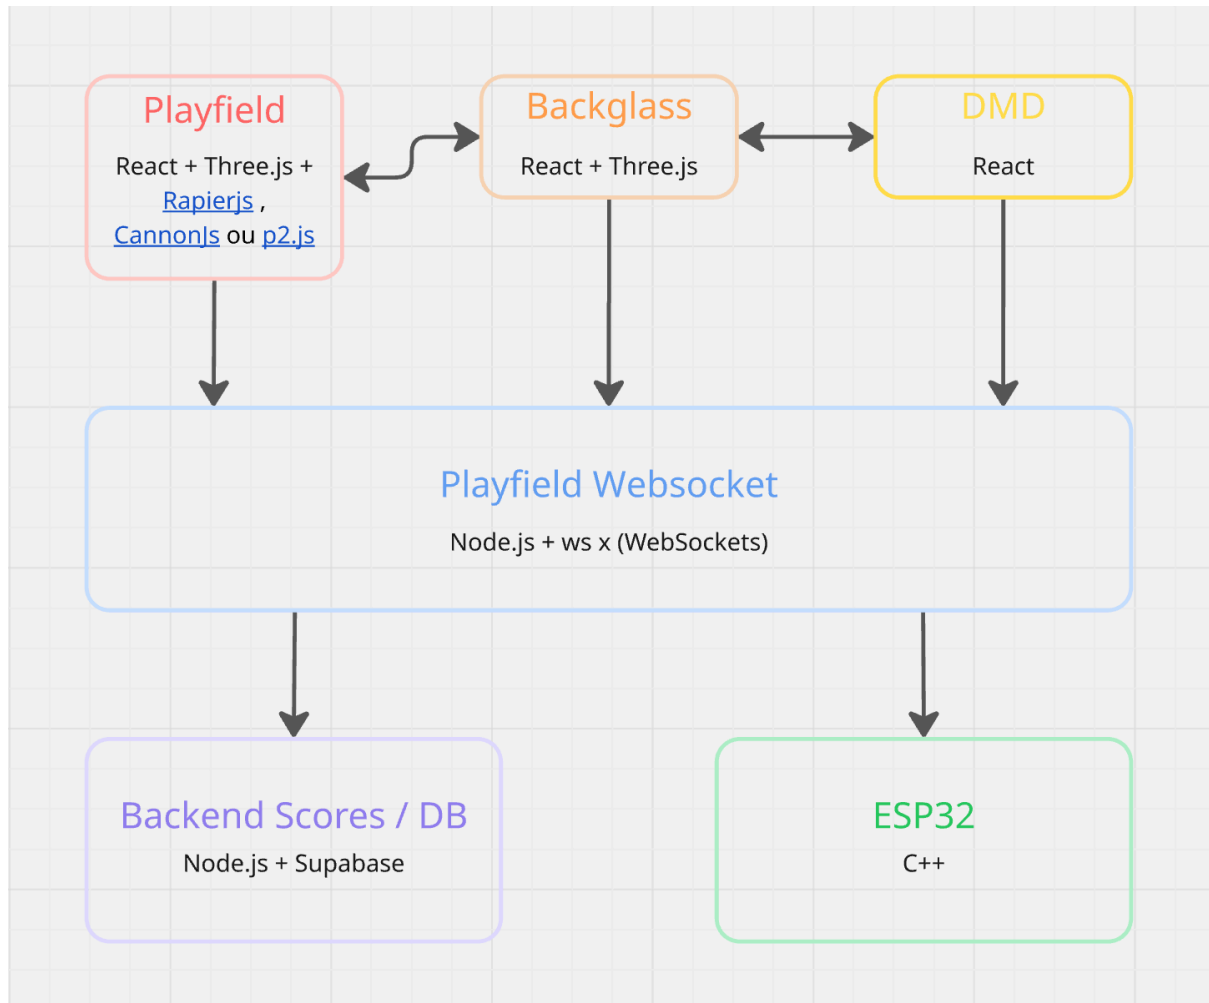 Playfield
React + Three.js +
Rapierjs ,
CannonJs ou p2.js
Backglass
React + Three.js
DMD
React
Playfield Websocket
Node.js + ws x (WebSockets)
Backend Scores / DB
Node.js + Supabase
ESP32
C++